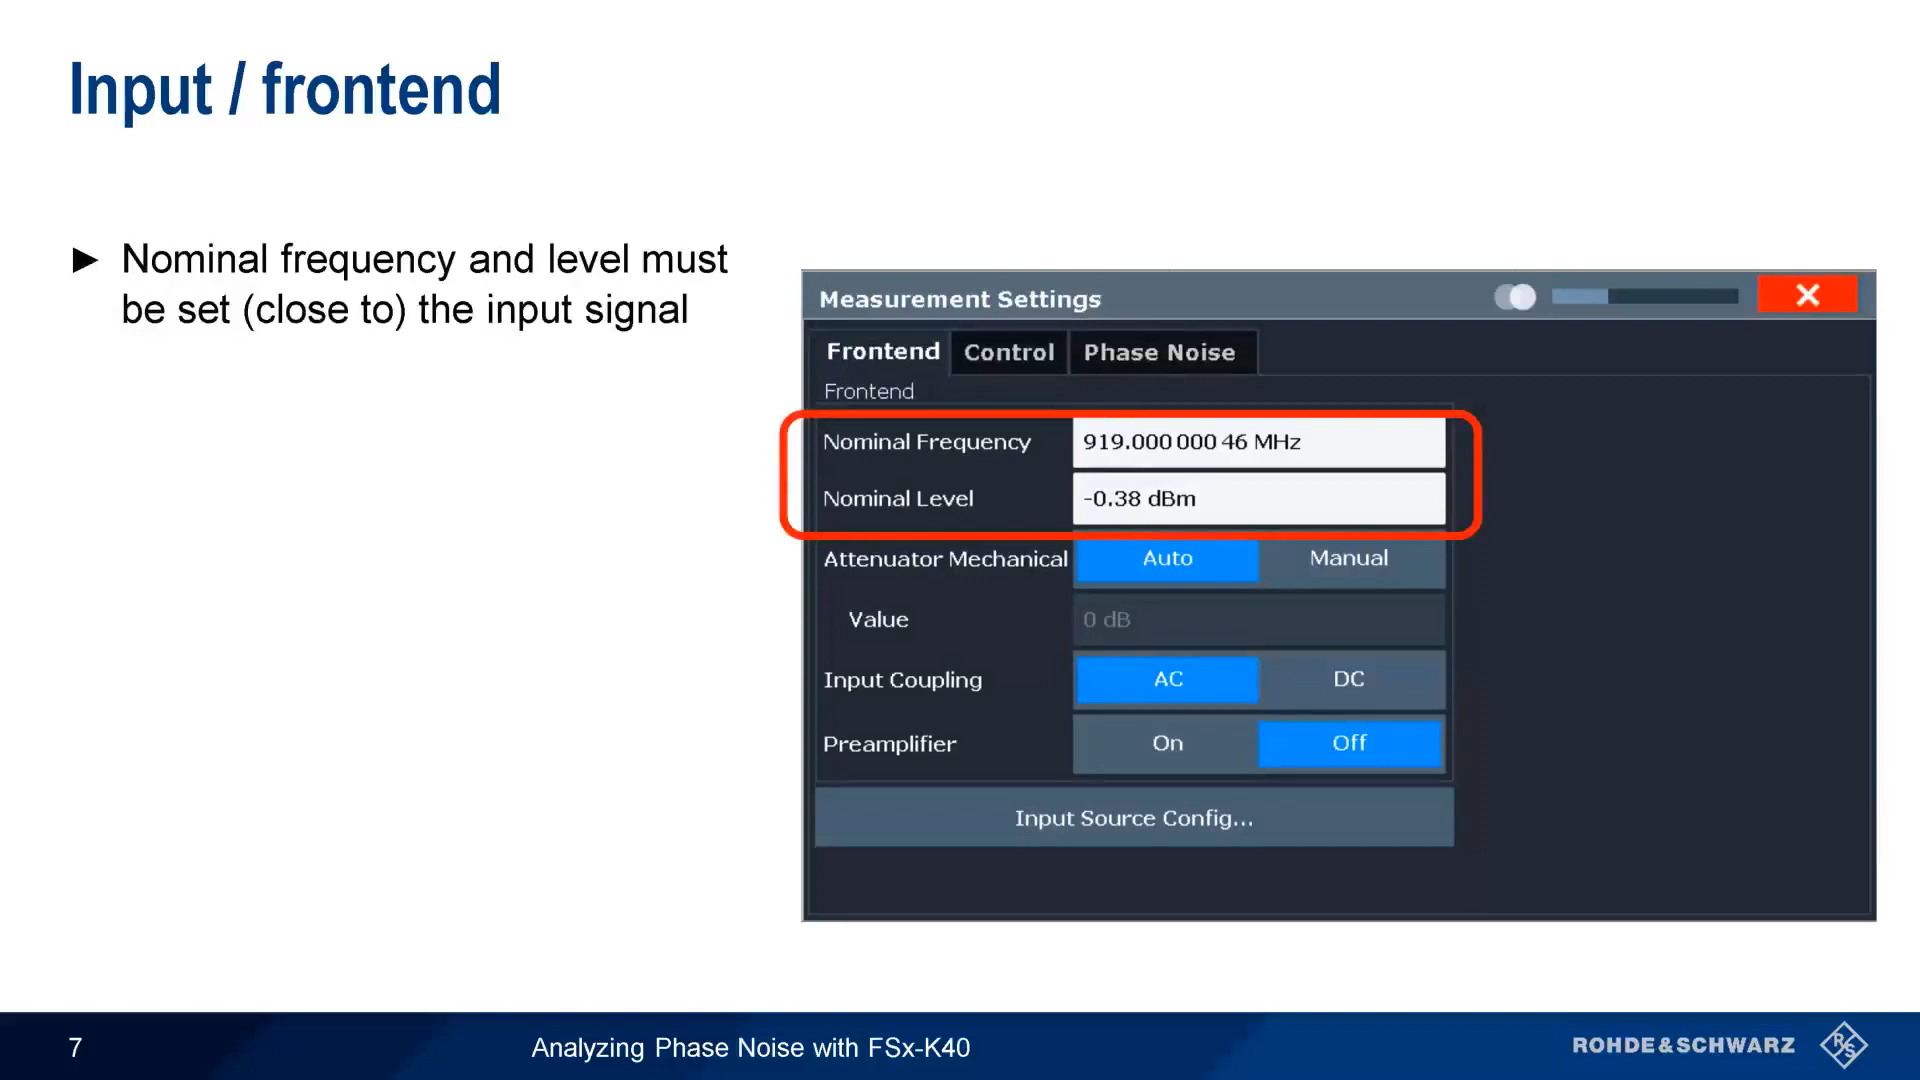 Input / frontend
► Nominal frequency and level must
be set (close to) the input signal
Measurement Settings
Frontend Control Phase Noise
Frontend
Nominal Frequency 919.000 000 46 MHz
Nominal Level -0.38 dBm
Attenuator Mechanical Auto Manual
Value 0 dB
Input Coupling AC DC
Preamplifier On Off
Input Source Config...
7 Analyzing Phase Noise with FSx-K40 ROHDE&SCHWARZ R&S